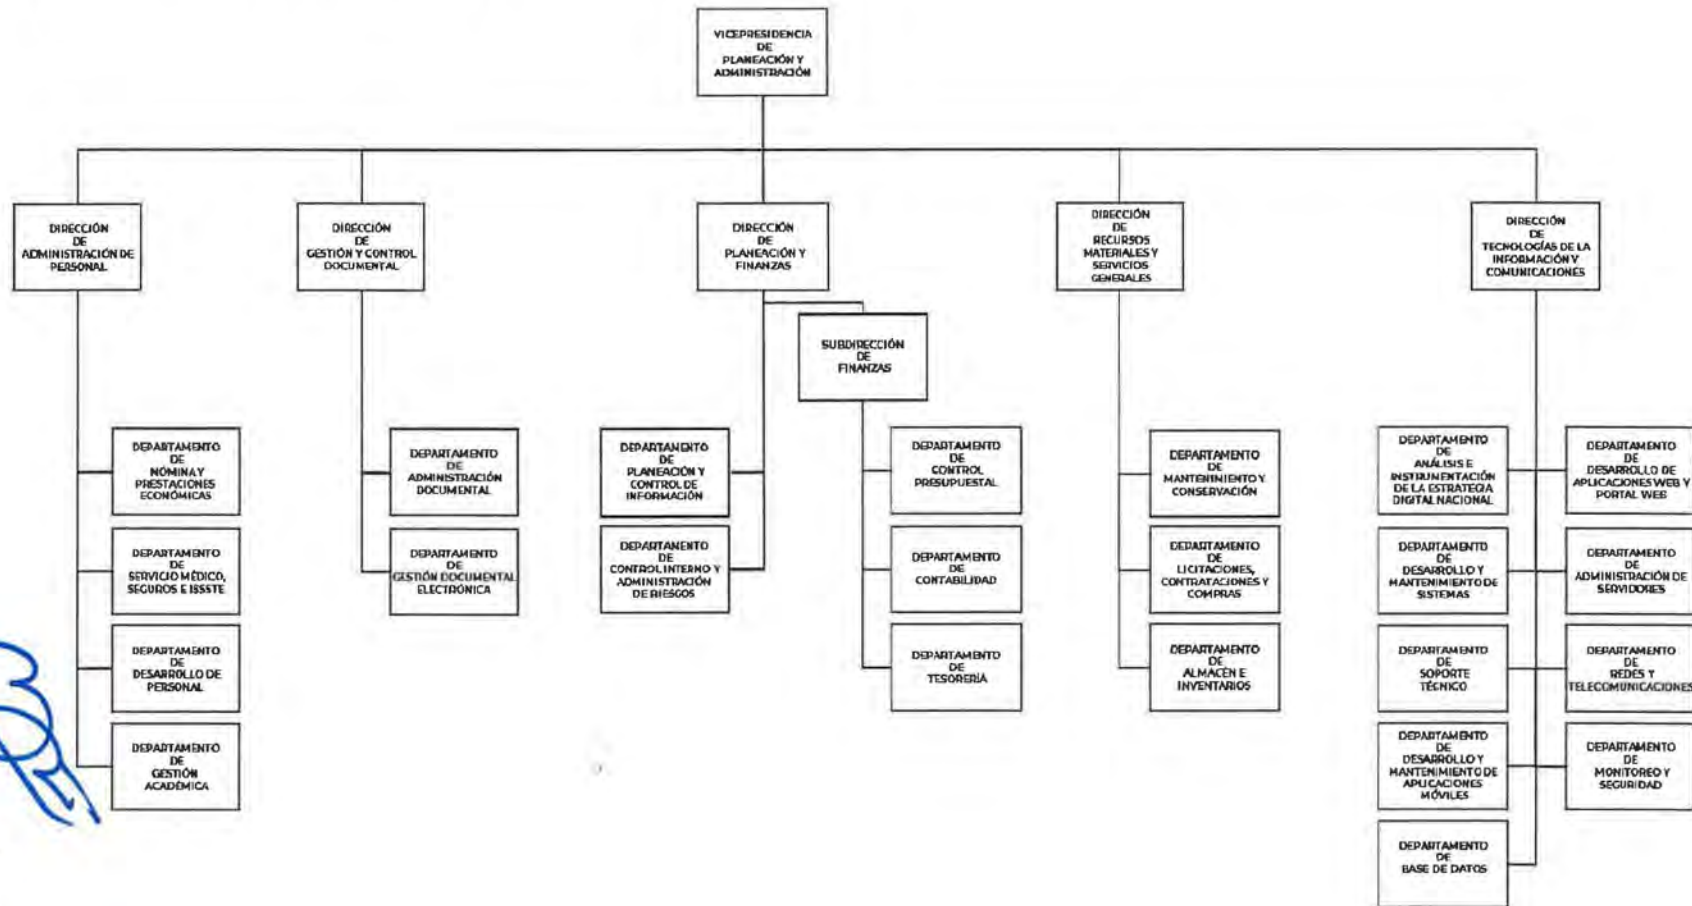 VICEPRESIDENCIA
DE
PLANEACIÓN Y
ADMINISTRACIÓN
DIRECCIÓN
DE
ADMINISTRACIÓN DE
PERSONAL
DIRECCIÓN
DE
GESTIÓN Y CONTROL
DOCUMENTAL
DIRECCIÓN
DE
PLANEACIÓN Y
FINANZAS
DIRECCIÓN
DE
RECURSOS
MATERIALES Y
SERVICIOS
GENERALES
DIRECCIÓN
DE
TECNOLOGÍAS DE LA
INFORMACIÓN Y
COMUNICACIONES
SUBDIRECCIÓN
DE
FINANZAS
DEPARTAMENTO
DE
NÓMINA Y
PRESTACIONES
ECONÓMICAS
DEPARTAMENTO
DE
SERVICIO MÉDICO,
SEGUROS E ISSSTE
DEPARTAMENTO
DE
DESARROLLO DE
PERSONAL
DEPARTAMENTO
DE
GESTIÓN
ACADÉMICA
DEPARTAMENTO
DE
ADMINISTRACIÓN
DOCUMENTAL
DEPARTAMENTO
DE
GESTIÓN DOCUMENTAL
ELECTRÓNICA
DEPARTAMENTO
DE
PLANEACIÓN Y
CONTROL DE
INFORMACIÓN
DEPARTAMENTO
DE
CONTROL INTERNO Y
ADMINISTRACIÓN
DE RIESGOS
DEPARTAMENTO
DE
CONTROL
PRESUPUESTAL
DEPARTAMENTO
DE
CONTABILIDAD
DEPARTAMENTO
DE
TESORERÍA
DEPARTAMENTO
DE
MANTENIMIENTO Y
CONSERVACIÓN
DEPARTAMENTO
DE
LICITACIONES,
CONTRATACIONES Y
COMPRAS
DEPARTAMENTO
DE
ALMACÉN E
INVENTARIOS
DEPARTAMENTO
DE
ANÁLISIS E
INSTRUMENTACIÓN
DE LA ESTRATEGIA
DIGITAL NACIONAL
DEPARTAMENTO
DE
DESARROLLO Y
MANTENIMIENTO DE
SISTEMAS
DEPARTAMENTO
DE
SOPORTE
TÉCNICO
DEPARTAMENTO
DE
DESARROLLO Y
MANTENIMIENTO DE
APLICACIONES
MÓVILES
DEPARTAMENTO
DE
BASE DE DATOS
DEPARTAMENTO
DE
DESARROLLO DE
APLICACIONES WEB Y
PORTAL WEB
DEPARTAMENTO
DE
ADMINISTRACIÓN DE
SERVIDORES
DEPARTAMENTO
DE
REDES Y
TELECOMUNICACIONES
DEPARTAMENTO
DE
MONITOREO Y
SEGURIDAD